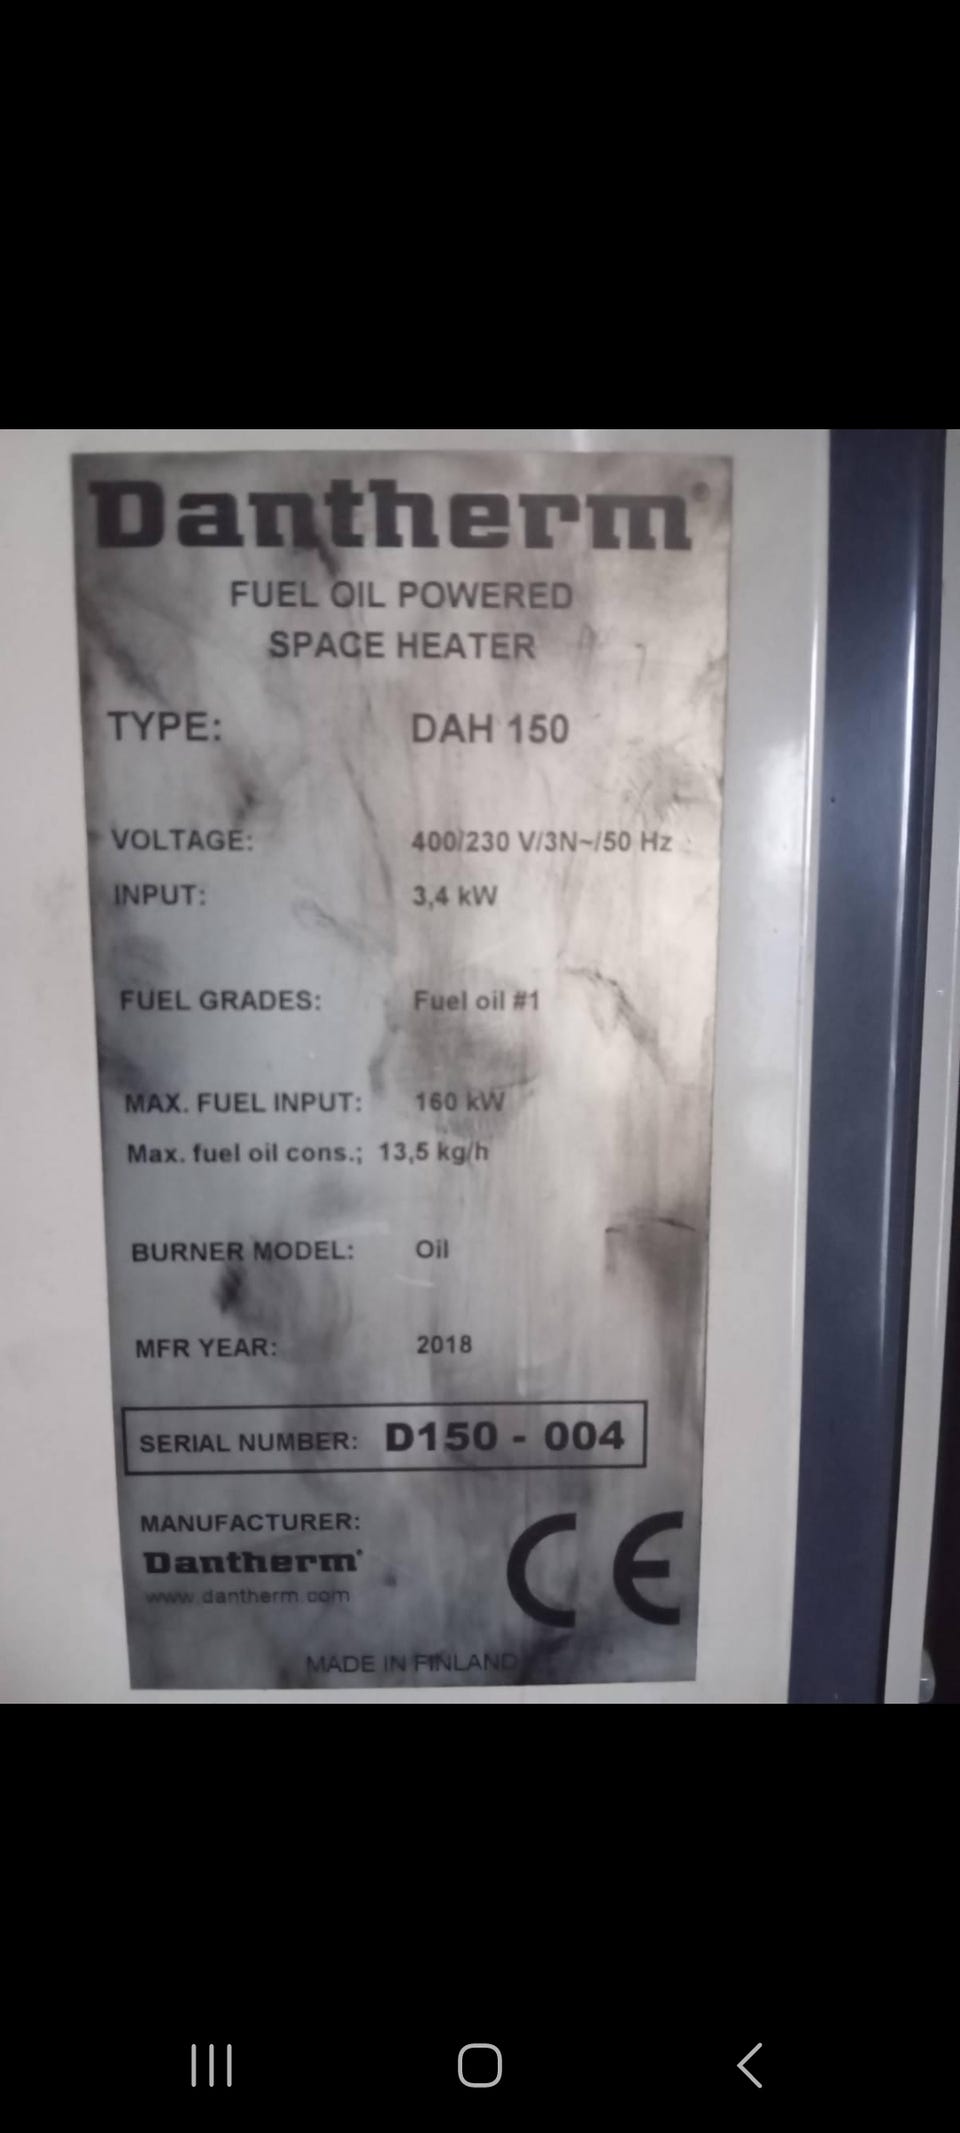 Dantherm®
FUEL OIL POWERED
SPACE HEATER
TYPE: DAH 150
VOLTAGE: 400/230 V/3N~/50 Hz
INPUT: 3,4 kW
FUEL GRADES: Fuel oil #1
MAX. FUEL INPUT: 160 kW
Max. fuel oil cons.; 13,5 kg/h
BURNER MODEL: Oil
MFR YEAR: 2018
SERIAL NUMBER: D150 - 004
MANUFACTURER:
Dantherm®
www.dantherm.com
CE
MADE IN FINLAND